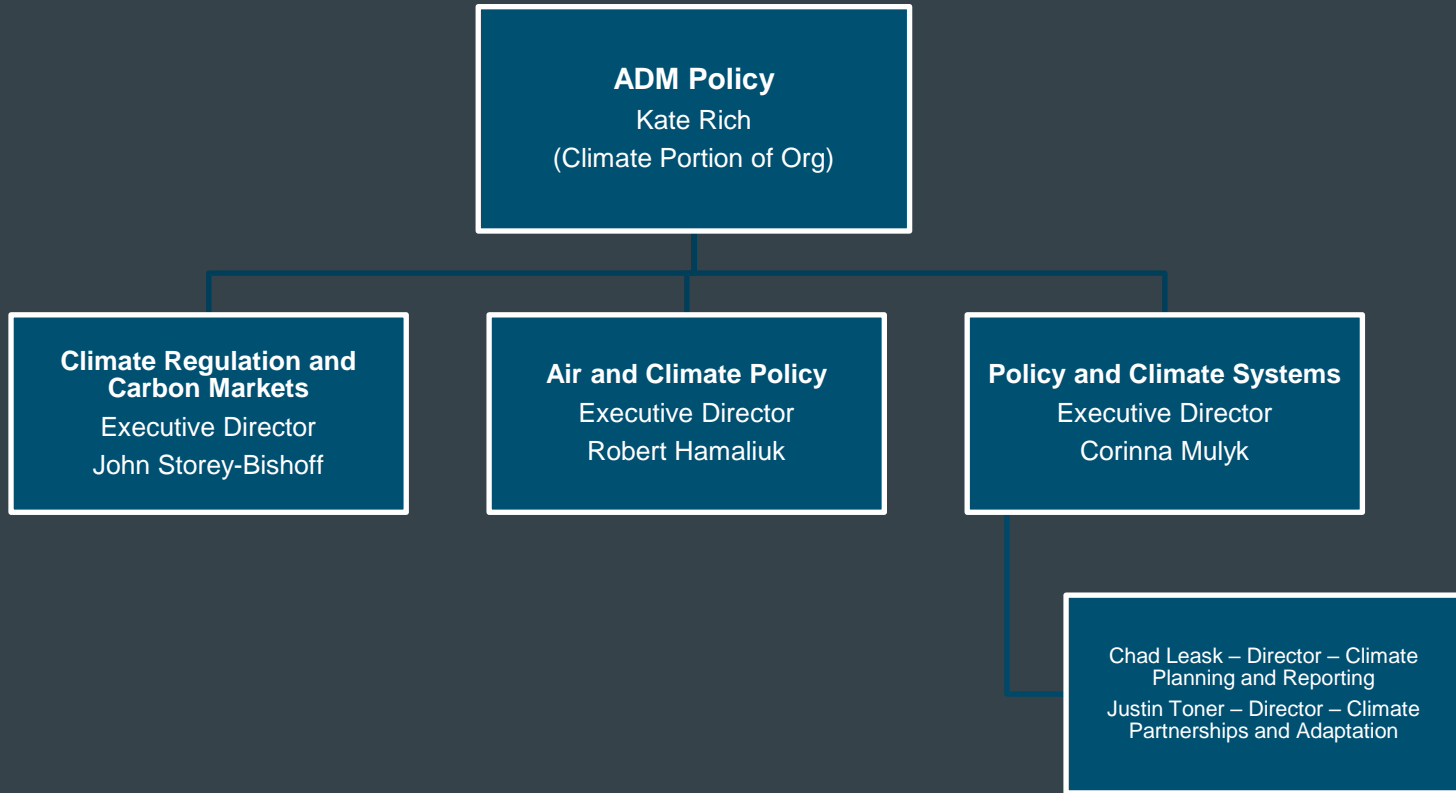 ADM Policy
Kate Rich
(Climate Portion of Org)
Climate Regulation and
Carbon Markets
Executive Director
John Storey-Bishoff
Air and Climate Policy
Executive Director
Robert Hamaliuk
Policy and Climate Systems
Executive Director
Corinna Mulyk
Chad Leask – Director – Climate
Planning and Reporting
Justin Toner – Director – Climate
Partnerships and Adaptation